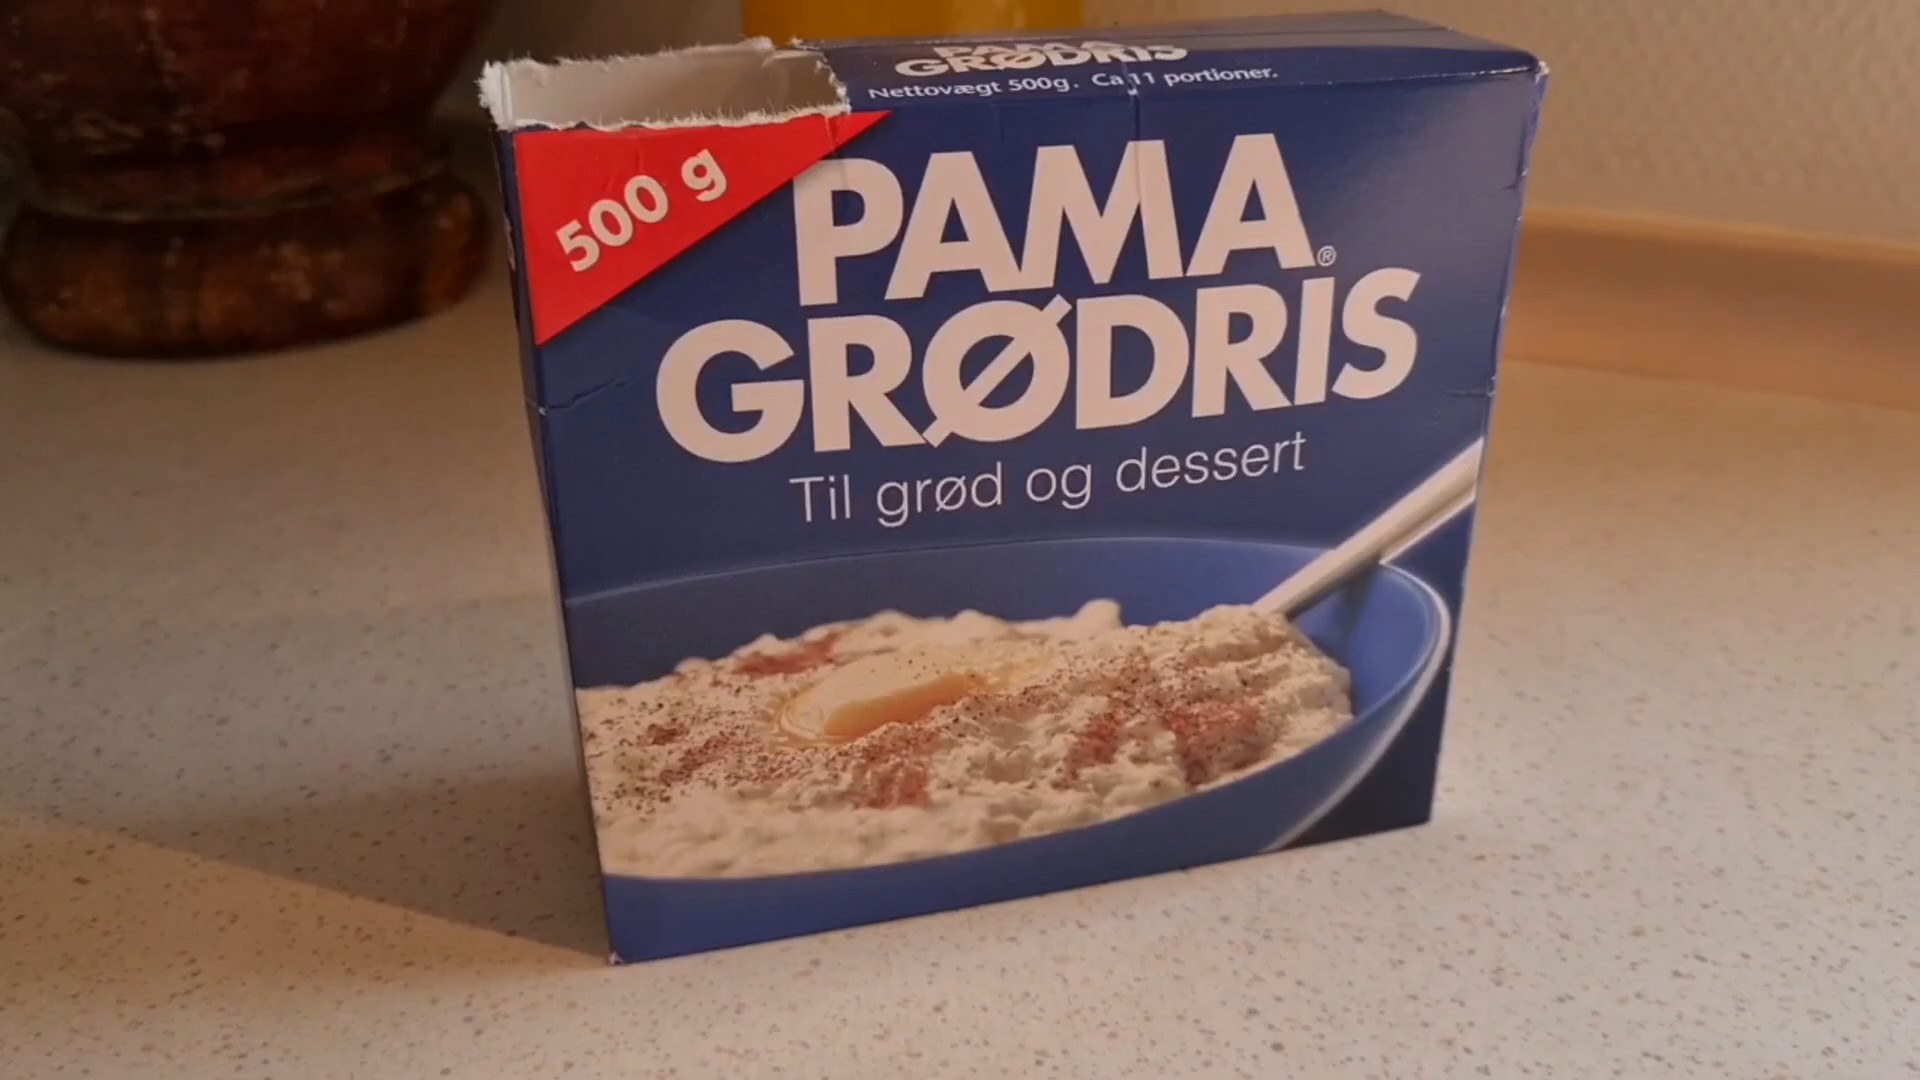 PAMA
GRØDRIS
Nettovægt 500g. Ca 11 portioner.
500 g
PAMA®
GRØDRIS
Til grød og dessert